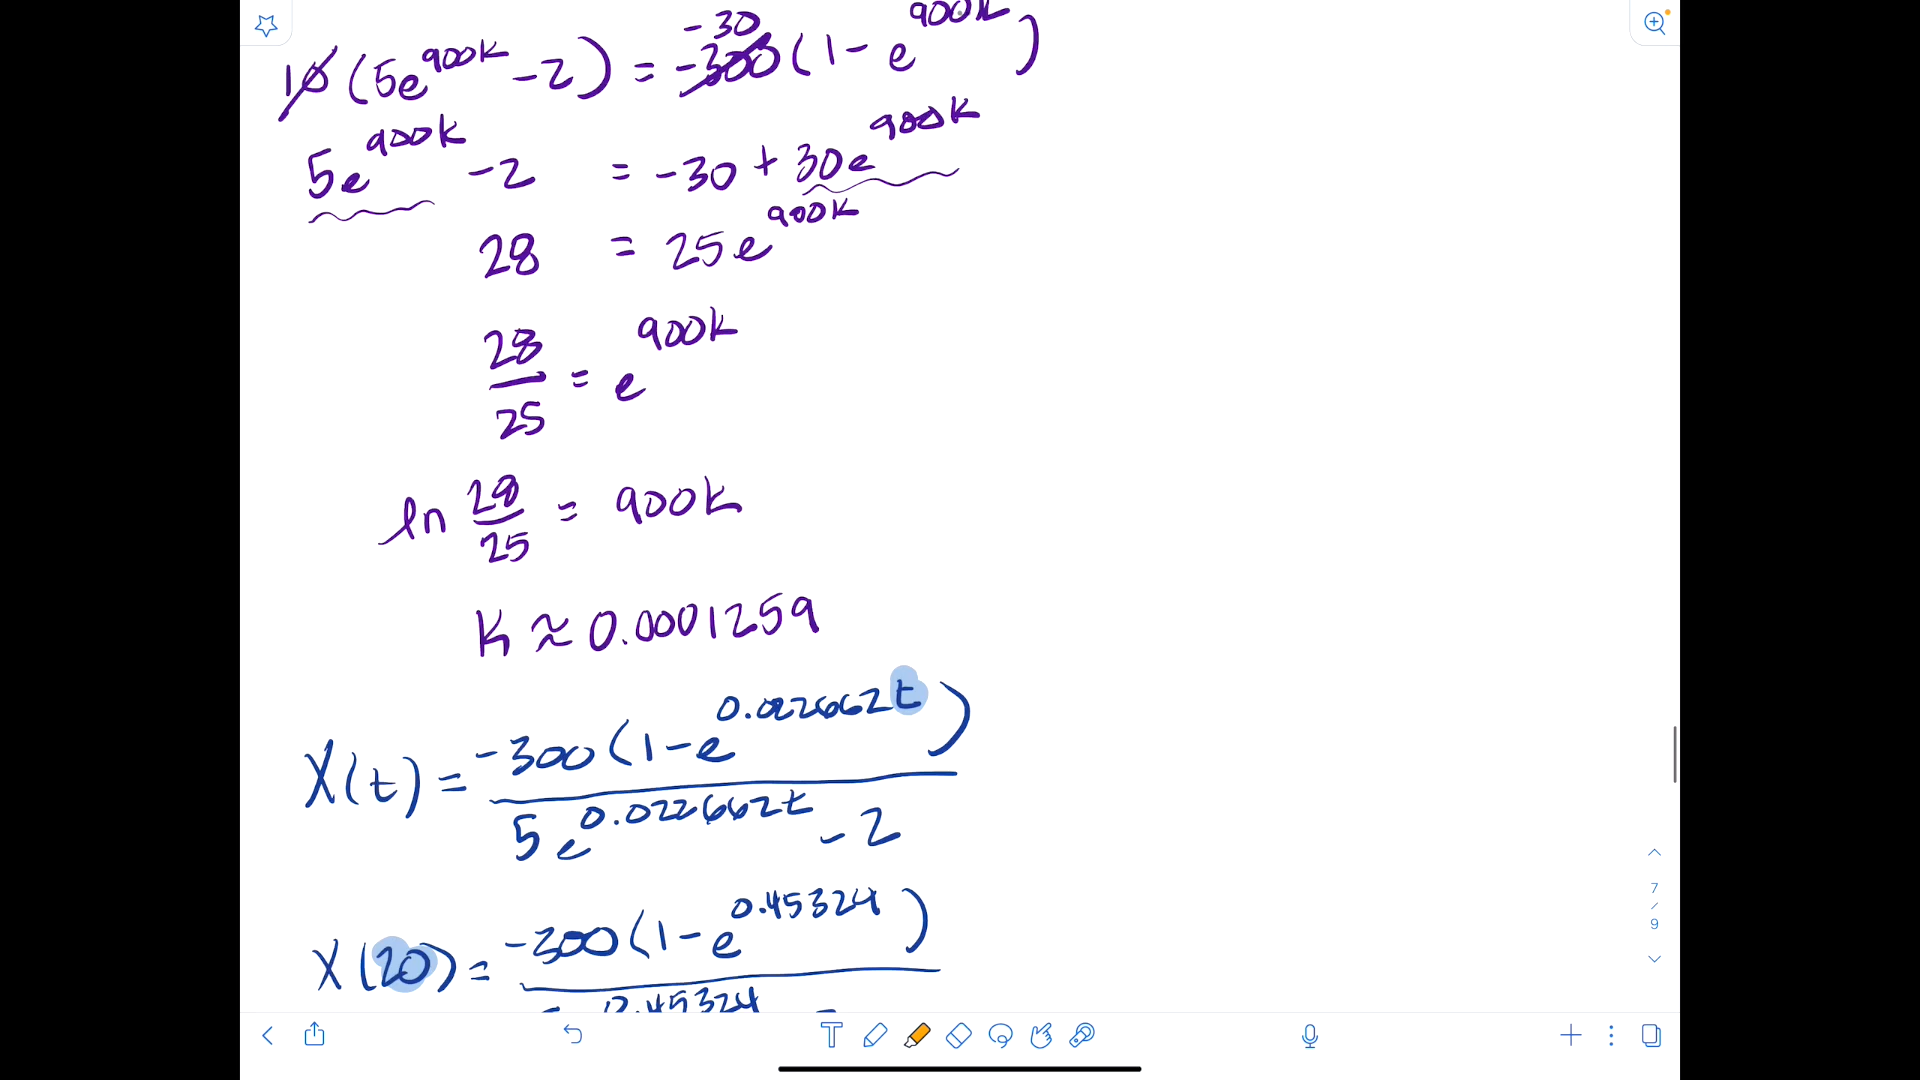 -30
10(5e^900K -2) = -300(1-e^900K)
5e^900K -2 = -30 + 30e^900K
28 = 25e^900K
28/25 = e^900K
ln 28/25 = 900K
K ≈ 0.0001259
X(t) = -300(1-e^0.022662t) / 5e^0.022662t -2
X(20) = -300(1-e^0.45324)
0.45324
7
/
9
T